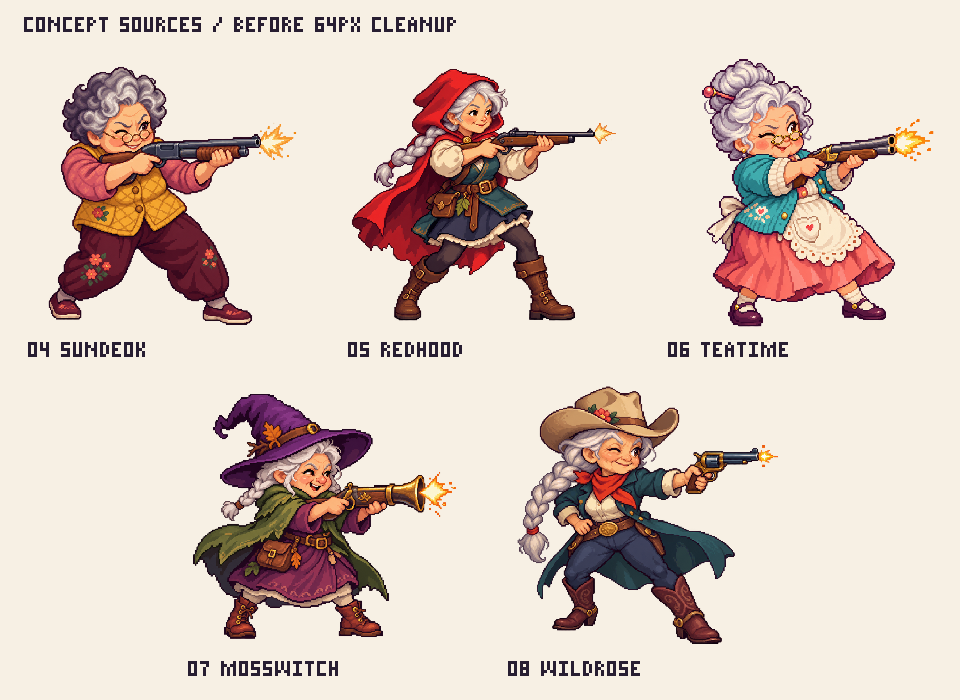 CONCEPT SOURCES / BEFORE 64PX CLEANUP
04 SUNDEOK
05 REDHOOD
06 TEATIME
07 MOSSWITCH
08 WILDROSE